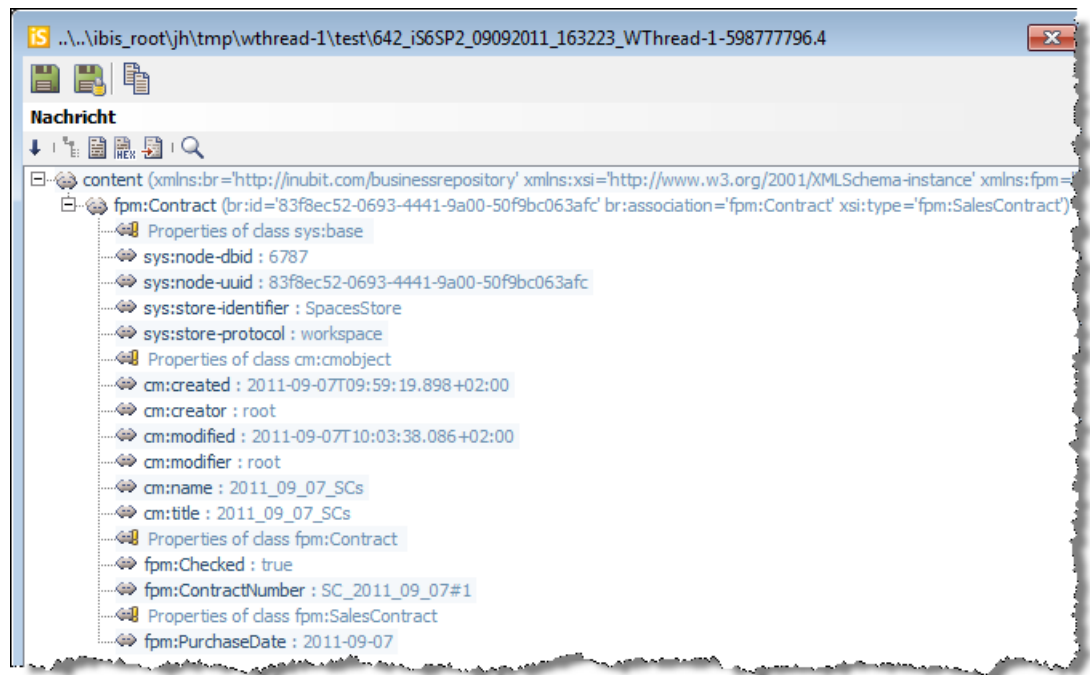 iS ..\..\ibis_root\jh\tmp\wthread-1\test\642_iS6SP2_09092011_163223_WThread-1-598777796.4
Nachricht
HEX
content (xmlns:br='http://inubit.com/businessrepository' xmlns:xsi='http://www.w3.org/2001/XMLSchema-instance' xmlns:fpm='
fpm:Contract (br:id='83f8ec52-0693-4441-9a00-50f9bc063afc' br:association='fpm:Contract' xsi:type='fpm:SalesContract')
Properties of class sys:base
sys:node-dbid : 6787
sys:node-uuid : 83f8ec52-0693-4441-9a00-50f9bc063afc
sys:store-identifier : SpacesStore
sys:store-protocol : workspace
Properties of class cm:cmobject
cm:created : 2011-09-07T09:59:19.898+02:00
cm:creator : root
cm:modified : 2011-09-07T10:03:38.086+02:00
cm:modifier : root
cm:name : 2011_09_07_SCs
cm:title : 2011_09_07_SCs
Properties of class fpm:Contract
fpm:Checked : true
fpm:ContractNumber : SC_2011_09_07#1
Properties of class fpm:SalesContract
fpm:PurchaseDate : 2011-09-07